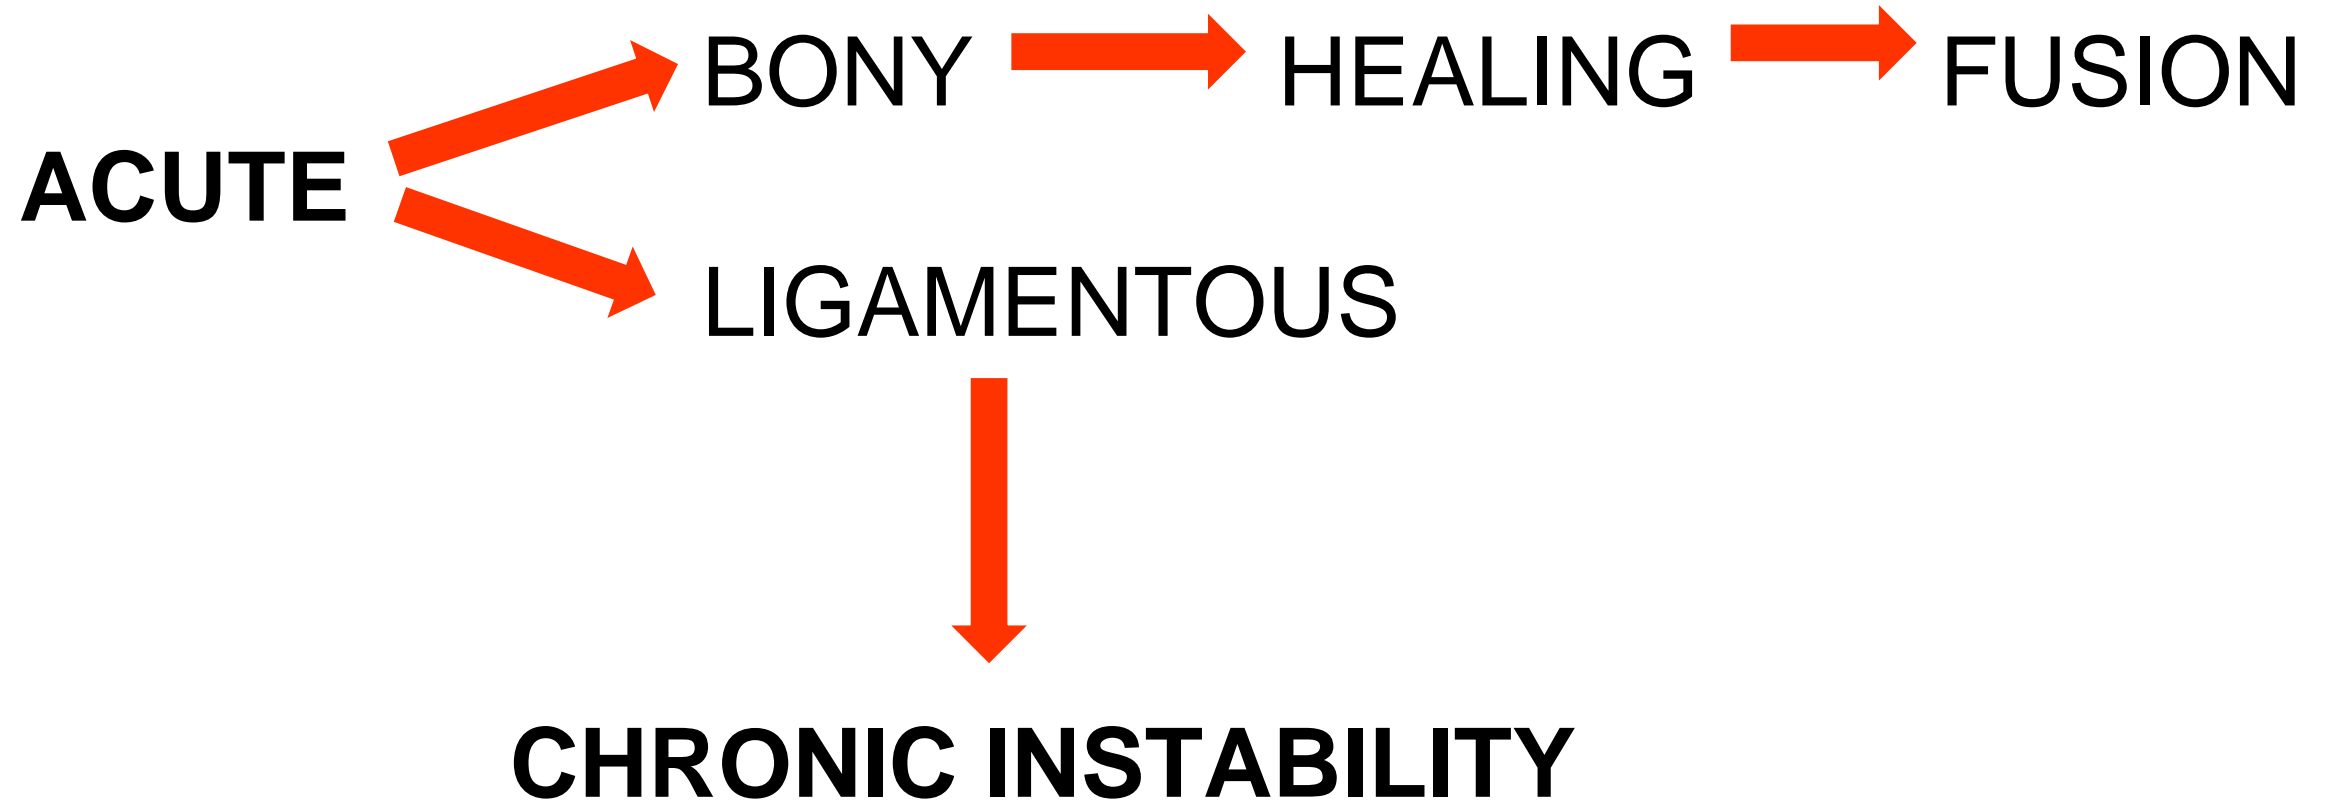 BONY HEALING FUSION
ACUTE
LIGAMENTOUS
CHRONIC INSTABILITY